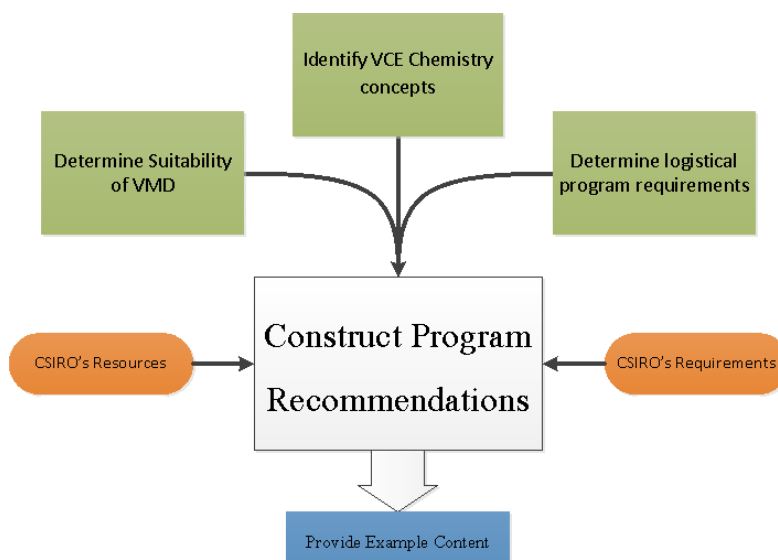 Identify VCE Chemistry
concepts
Determine Suitability
of VMD
Determine logistical
program requirements
Construct Program
Recommendations
CSIRO's Resources
CSIRO's Requirements
Provide Example Content